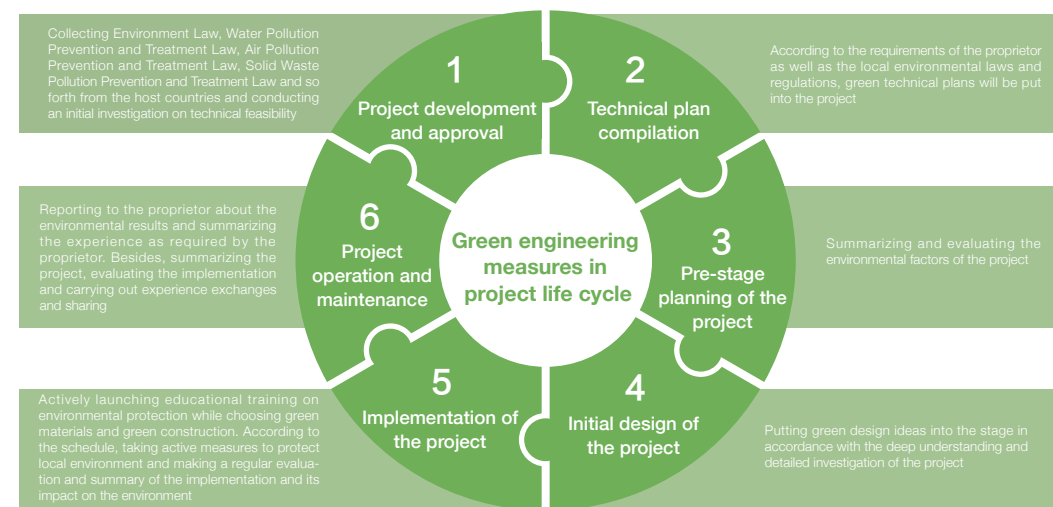 Collecting Environment Law, Water Pollution
Prevention and Treatment Law, Air Pollution
Prevention and Treatment Law, Solid Waste
Pollution Prevention and Treatment Law and so
forth from the host countries and conducting
an initial investigation on technical feasibility
1
Project development
and approval
2
Technical plan
compilation
According to the requirements of the proprietor
as well as the local environmental laws and
regulations, green technical plans will be put
into the project
Reporting to the proprietor about the
environmental results and summarizing
the experience as required by the
proprietor. Besides, summarizing the
project, evaluating the implementation
and carrying out experience exchanges
and sharing
6
Project
operation and
maintenance
Green engineering
measures in
project life cycle
3
Pre-stage
planning of the
project
Summarizing and evaluating the
environmental factors of the project
Actively launching educational training on
environmental protection while choosing green
materials and green construction. According to
the schedule, taking active measures to protect
local environment and making a regular evalua-
tion and summary of the implementation and its
impact on the environment
5
Implementation of
the project
4
Initial design of
the project
Putting green design ideas into the stage in
accordance with the deep understanding and
detailed investigation of the project